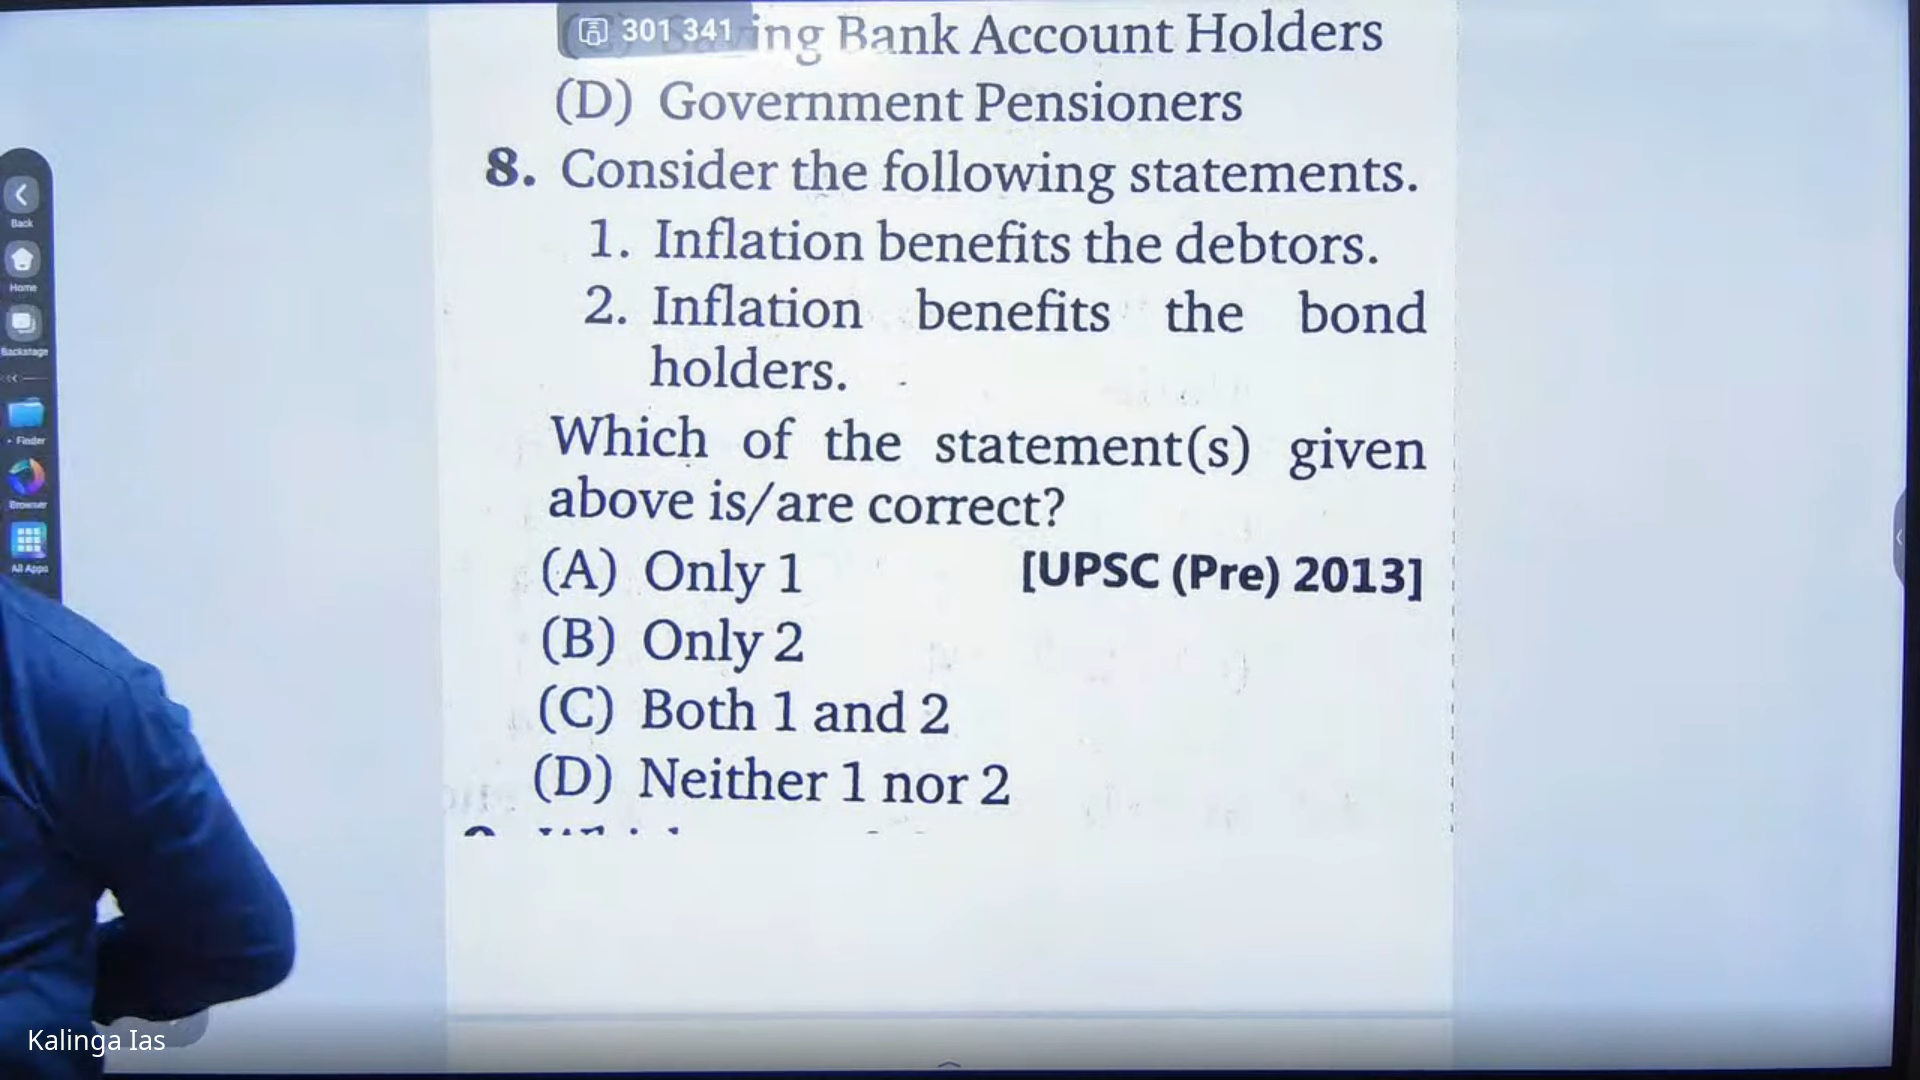 301 341
ing Bank Account Holders
(D) Government Pensioners
8. Consider the following statements.
1. Inflation benefits the debtors.
2. Inflation benefits the bond
holders.
Which of the statement(s) given
above is/are correct?
(A) Only 1 [UPSC (Pre) 2013]
(B) Only 2
(C) Both 1 and 2
(D) Neither 1 nor 2
Back
Home
Backstage
Finder
Browser
All Apps
Kalinga Ias